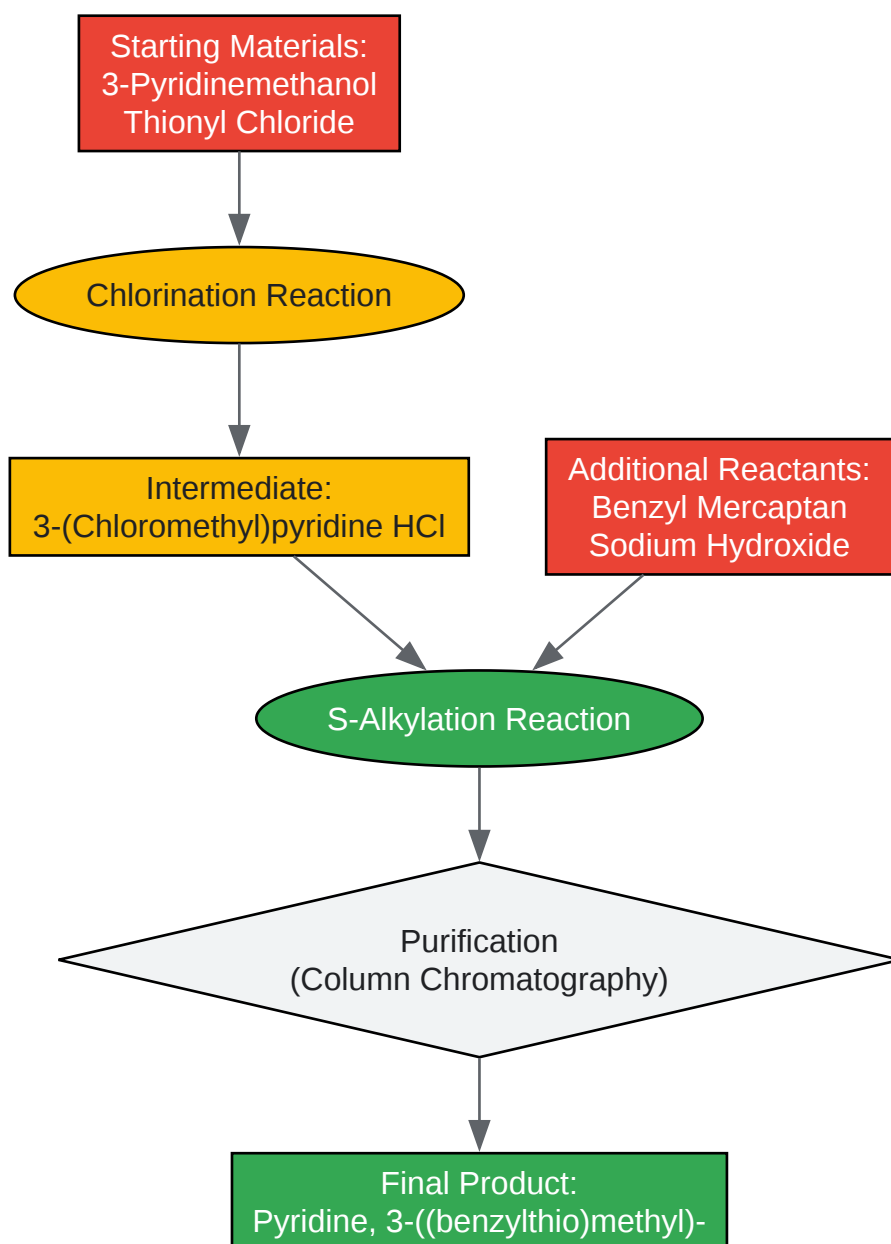 Starting Materials:
3-Pyridinemethanol
Thionyl Chloride
Chlorination Reaction
Intermediate:
3-(Chloromethyl)pyridine HCl
Additional Reactants:
Benzyl Mercaptan
Sodium Hydroxide
S-Alkylation Reaction
Purification
(Column Chromatography)
Final Product:
Pyridine, 3-((benzylthio)methyl)-